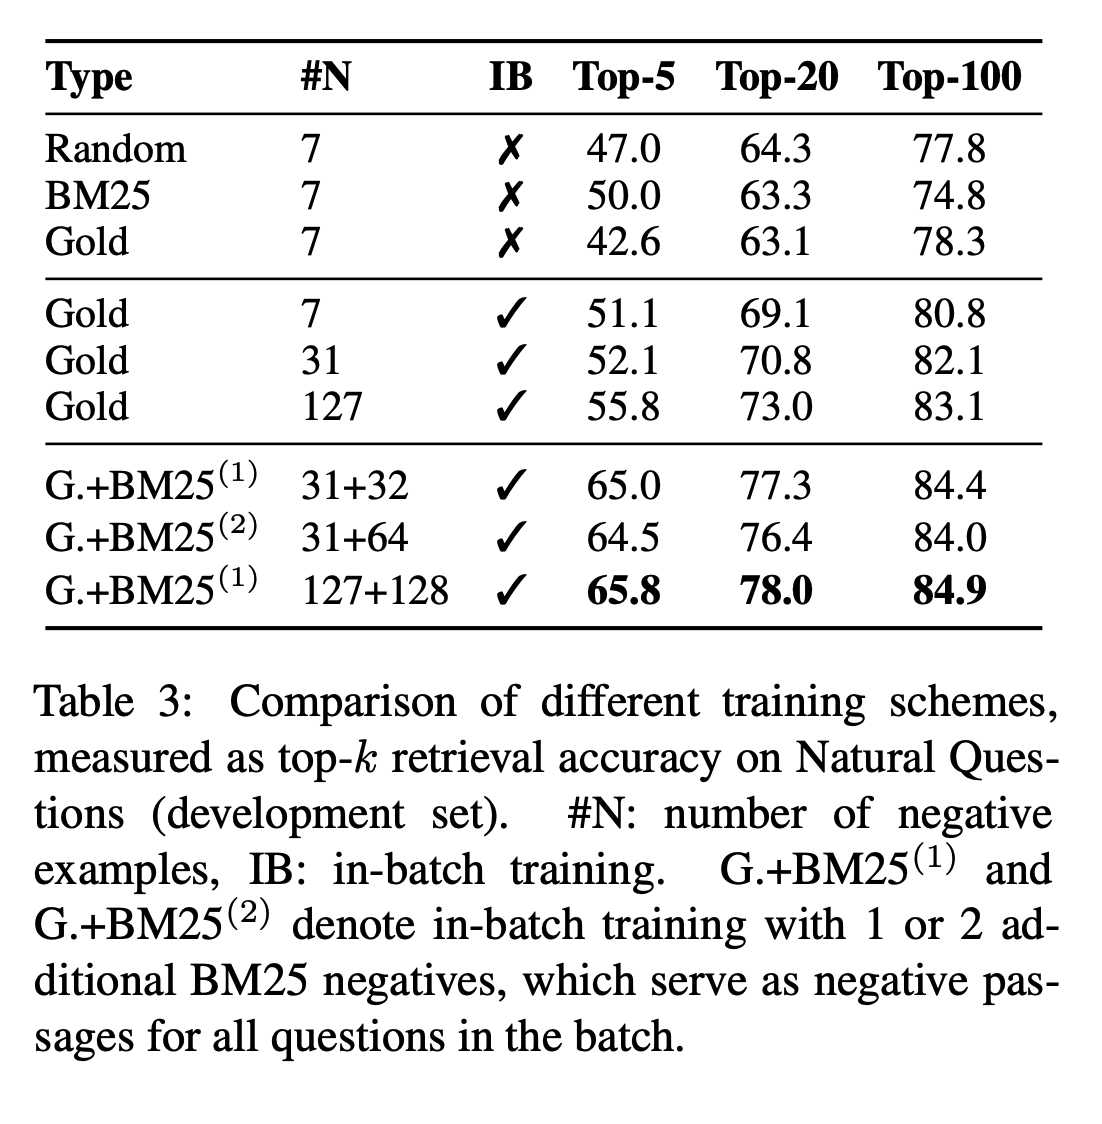 Type #N IB Top-5 Top-20 Top-100
Random 7 ✗ 47.0 64.3 77.8
BM25 7 ✗ 50.0 63.3 74.8
Gold 7 ✗ 42.6 63.1 78.3
Gold 7 ✓ 51.1 69.1 80.8
Gold 31 ✓ 52.1 70.8 82.1
Gold 127 ✓ 55.8 73.0 83.1
G.+BM25⁽¹⁾ 31+32 ✓ 65.0 77.3 84.4
G.+BM25⁽²⁾ 31+64 ✓ 64.5 76.4 84.0
G.+BM25⁽¹⁾ 127+128 ✓ 65.8 78.0 84.9
Table 3: Comparison of different training schemes,
measured as top-k retrieval accuracy on Natural Ques-
tions (development set). #N: number of negative
examples, IB: in-batch training. G.+BM25⁽¹⁾ and
G.+BM25⁽²⁾ denote in-batch training with 1 or 2 ad-
ditional BM25 negatives, which serve as negative pas-
sages for all questions in the batch.